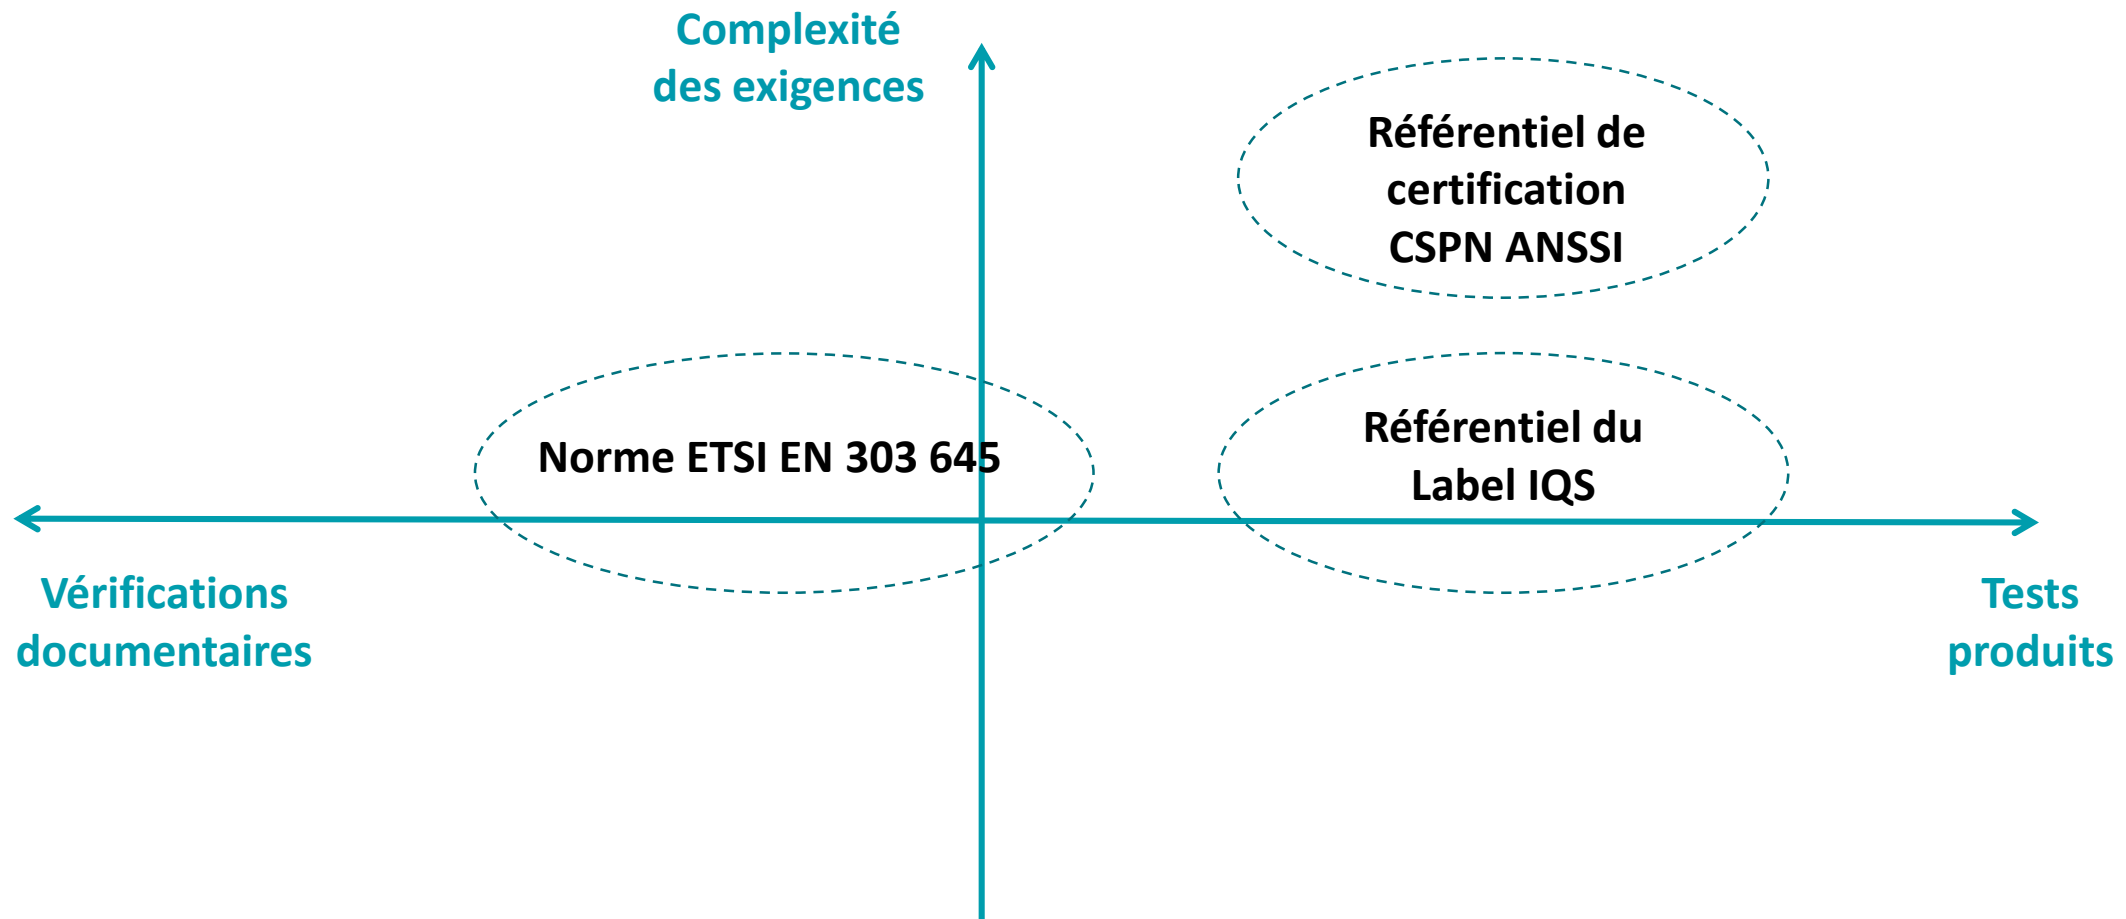 Complexité
des exigences
Référentiel de
certification
CSPN ANSSI
Norme ETSI EN 303 645
Référentiel du
Label IQS
Vérifications
documentaires
Tests
produits